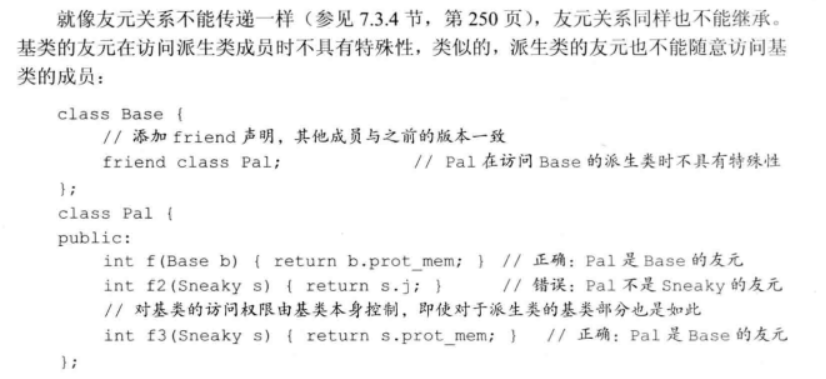 就像友元关系不能传递一样（参见 7.3.4 节，第 250 页），友元关系同样也不能继承。
基类的友元在访问派生类成员时不具有特殊性，类似的，派生类的友元也不能随意访问基
类的成员：
class Base {
// 添加 friend 声明，其他成员与之前的版本一致
friend class Pal; // Pal 在访问 Base 的派生类时不具有特殊性
};
class Pal {
public:
int f(Base b) { return b.prot_mem; } // 正确：Pal 是 Base 的友元
int f2(Sneaky s) { return s.j; } // 错误：Pal 不是 Sneaky 的友元
// 对基类的访问权限由基类本身控制，即使对于派生类的基类部分也是如此
int f3(Sneaky s) { return s.prot_mem; } // 正确：Pal 是 Base 的友元
};